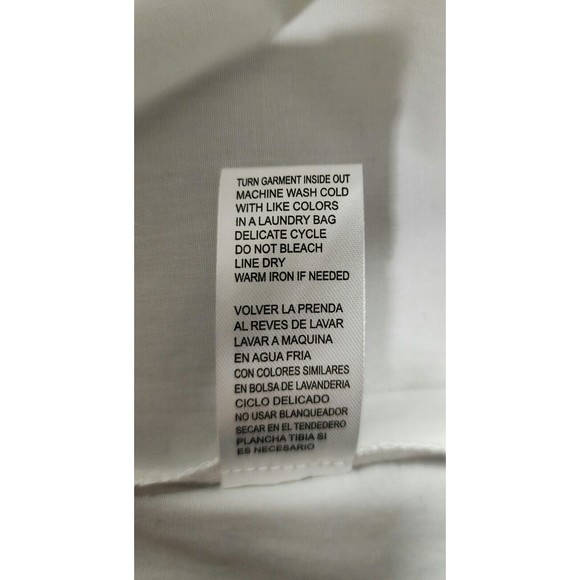 TURN GARMENT INSIDE OUT
MACHINE WASH COLD
WITH LIKE COLORS
IN A LAUNDRY BAG
DELICATE CYCLE
DO NOT BLEACH
LINE DRY
WARM IRON IF NEEDED
VOLVER LA PRENDA
AL REVES DE LAVAR
LAVAR A MAQUINA
EN AGUA FRIA
CON COLORES SIMILARES
EN BOLSA DE LAVANDERIA
CICLO DELICADO
NO USAR BLANQUEADOR
SECAR EN EL TENDEDERO
PLANCHA TIBIA SI
ES NECESARIO